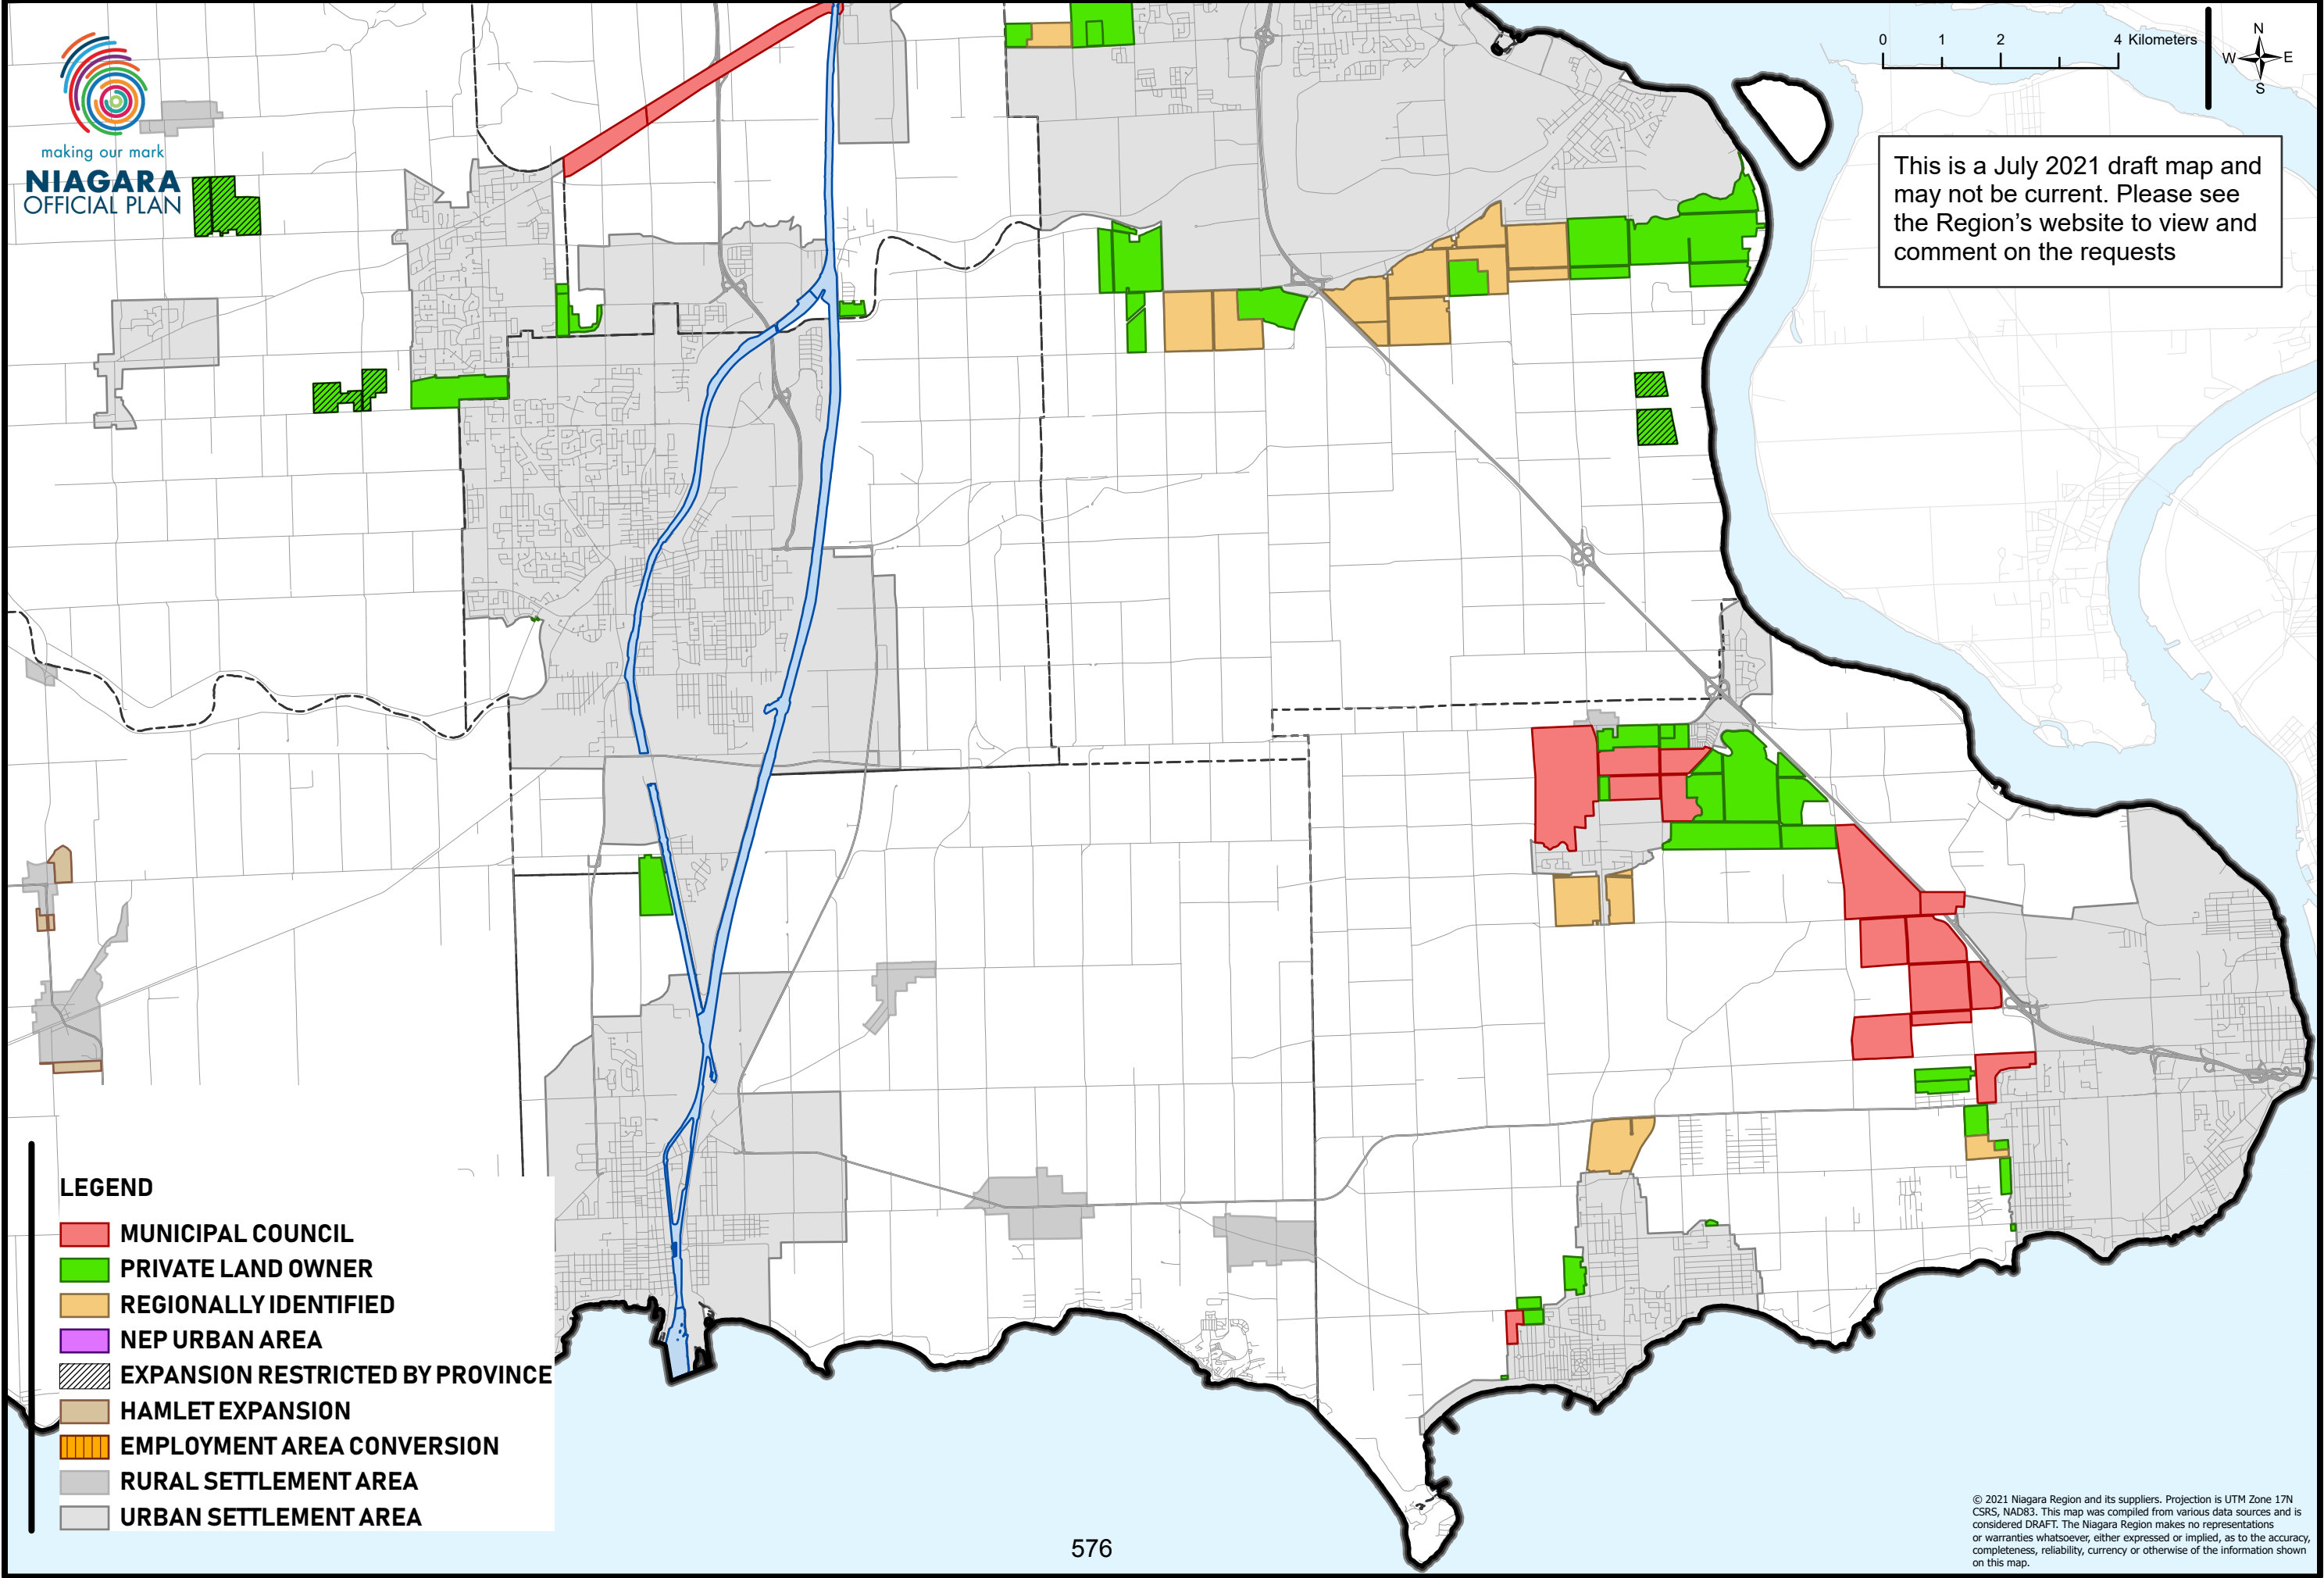 making our mark
NIAGARA
OFFICIAL PLAN
0 1 2 4 Kilometers
N
W E
S
This is a July 2021 draft map and
may not be current. Please see
the Region's website to view and
comment on the requests
LEGEND
MUNICIPAL COUNCIL
PRIVATE LAND OWNER
REGIONALLY IDENTIFIED
NEP URBAN AREA
EXPANSION RESTRICTED BY PROVINCE
HAMLET EXPANSION
EMPLOYMENT AREA CONVERSION
RURAL SETTLEMENT AREA
URBAN SETTLEMENT AREA
576
© 2021 Niagara Region and its suppliers. Projection is UTM Zone 17N
CSRS, NAD83. This map was compiled from various data sources and is
considered DRAFT. The Niagara Region makes no representations
or warranties whatsoever, either expressed or implied, as to the accuracy,
completeness, reliability, currency or otherwise of the information shown
on this map.